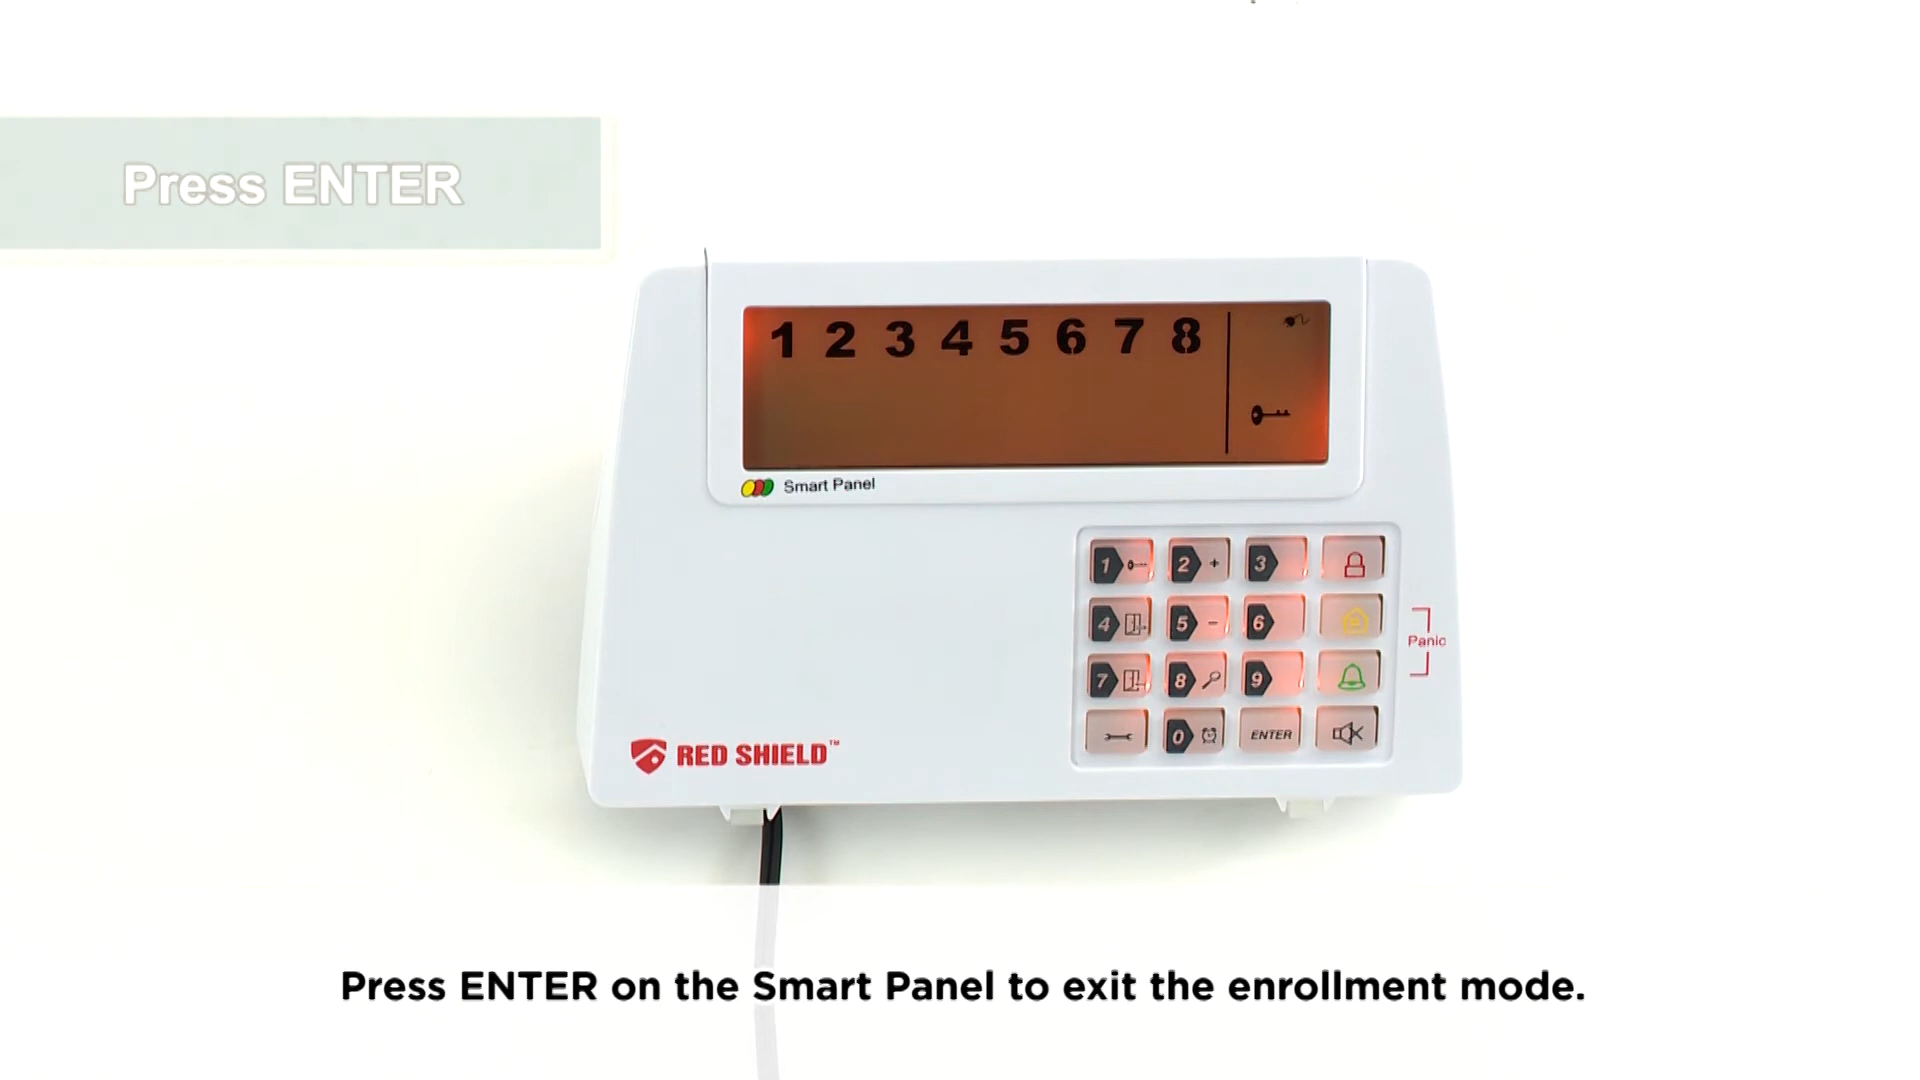 Press ENTER
1 2 3 4 5 6 7 8
Smart Panel
1 2 + 3
4 5 - 6
Panic
7 8 9
0 ENTER
RED SHIELD™
Press ENTER on the Smart Panel to exit the enrollment mode.